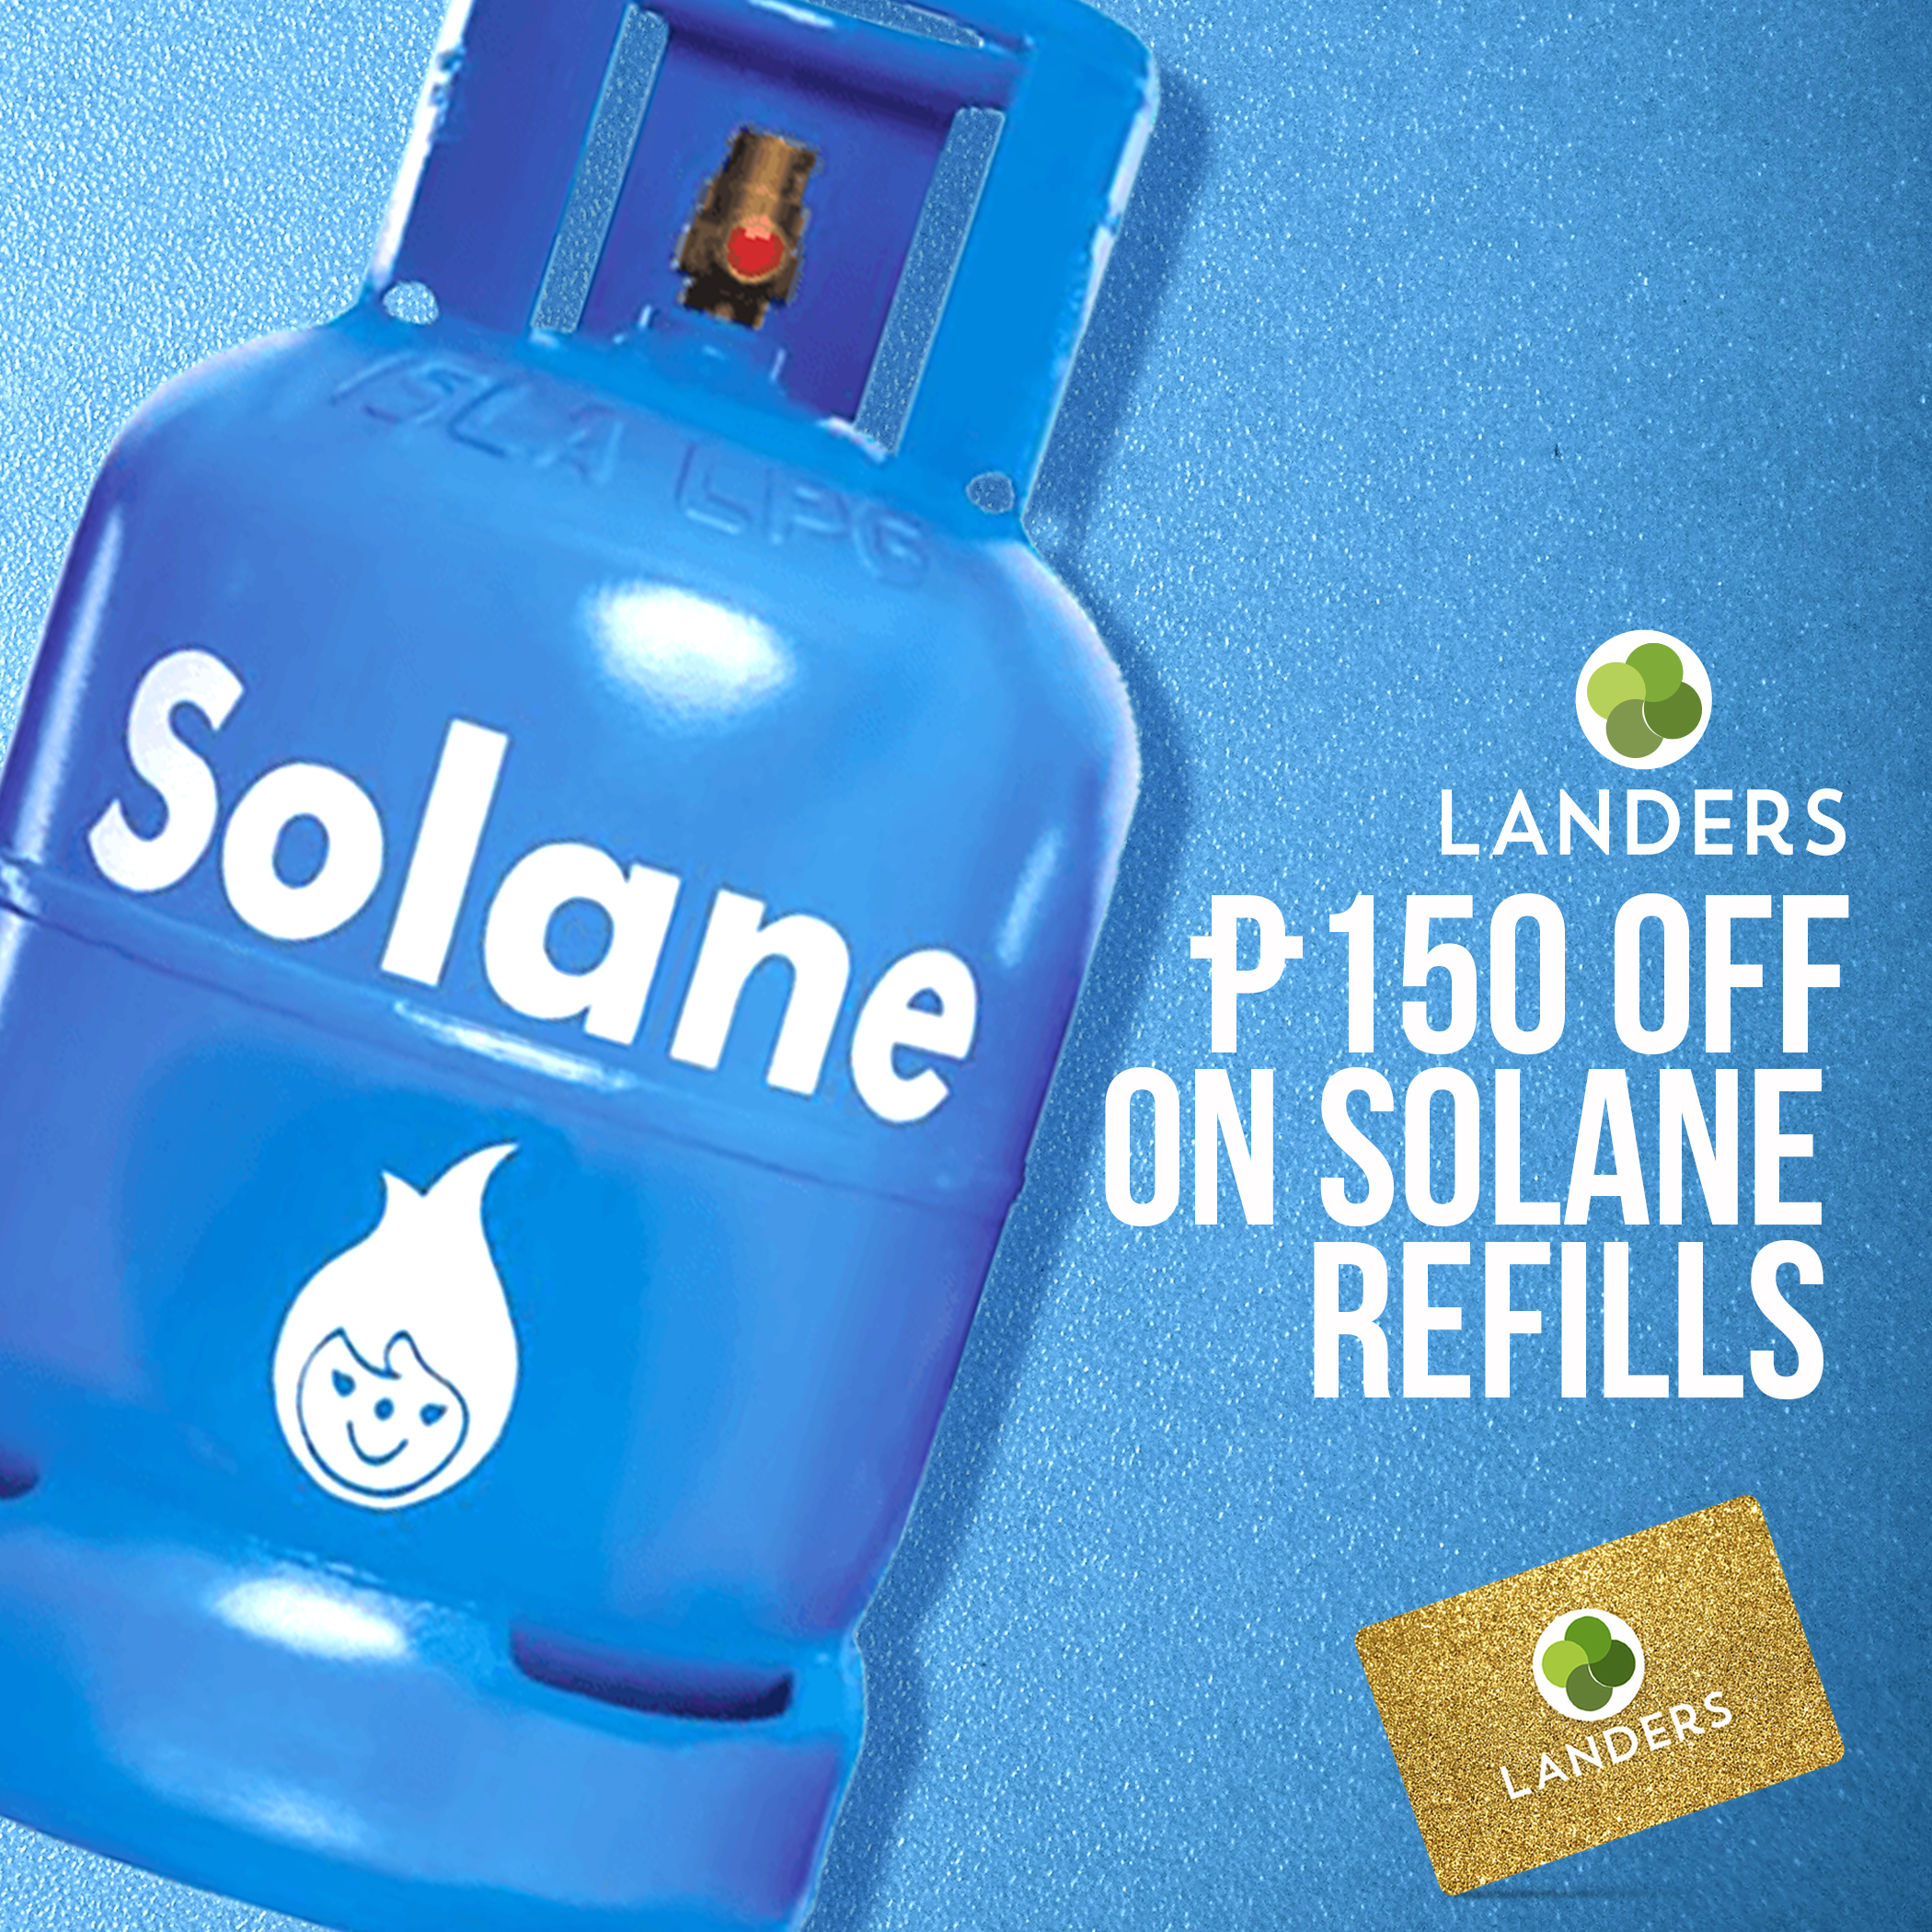 ISLA LPG
Solane
LANDERS
₱150 OFF
ON SOLANE
REFILLS
LANDERS